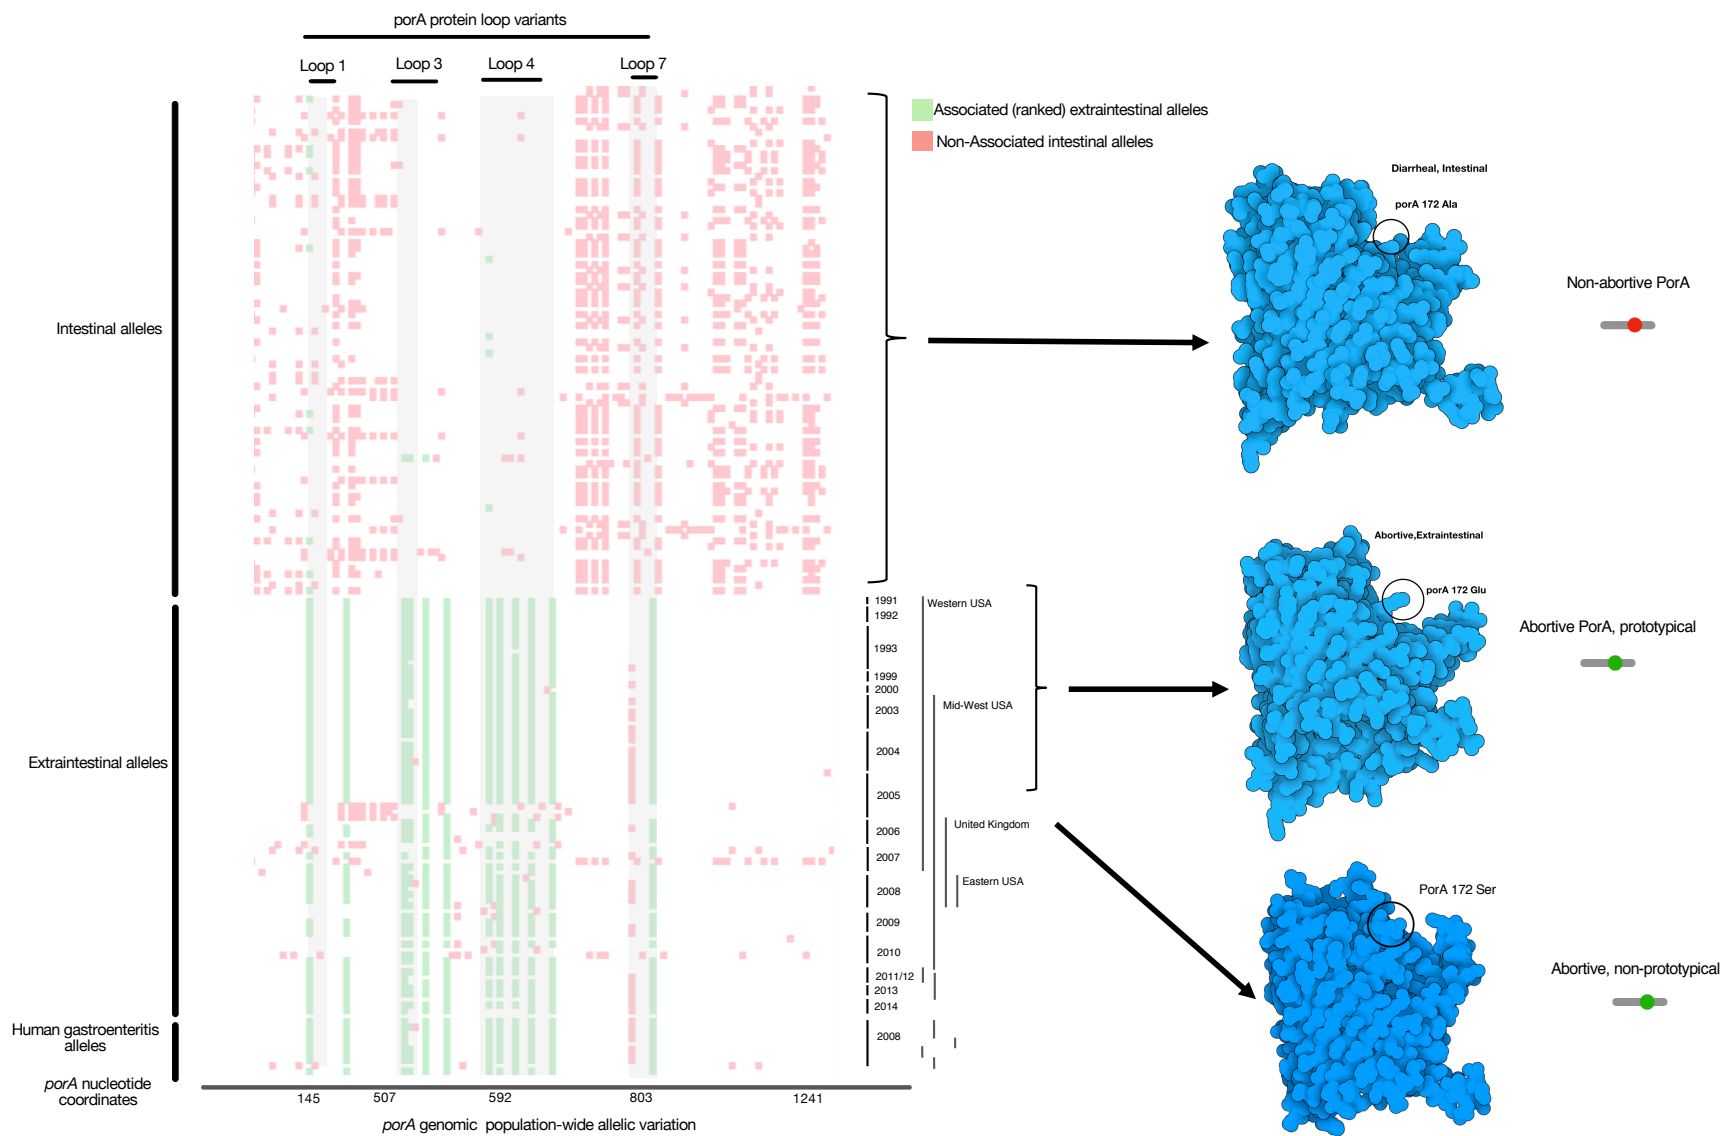 porA protein loop variants
Loop 1
Loop 3
Loop 4
Loop 7
Associated (ranked) extraintestinal alleles
Non-Associated intestinal alleles
Intestinal alleles
Extraintestinal alleles
Human gastroenteritis
alleles
porA nucleotide
coordinates
145
507
592
803
1241
porA genomic population-wide allelic variation
1991
1992
1993
1999
2000
2003
2004
2005
2006
2007
2008
2009
2010
2011/12
2013
2014
2008
Western USA
Mid-West USA
United Kingdom
Eastern USA
Diarrheal, Intestinal
porA 172 Ala
Non-abortive PorA
Abortive,Extraintestinal
porA 172 Glu
Abortive PorA, prototypical
PorA 172 Ser
Abortive, non-prototypical